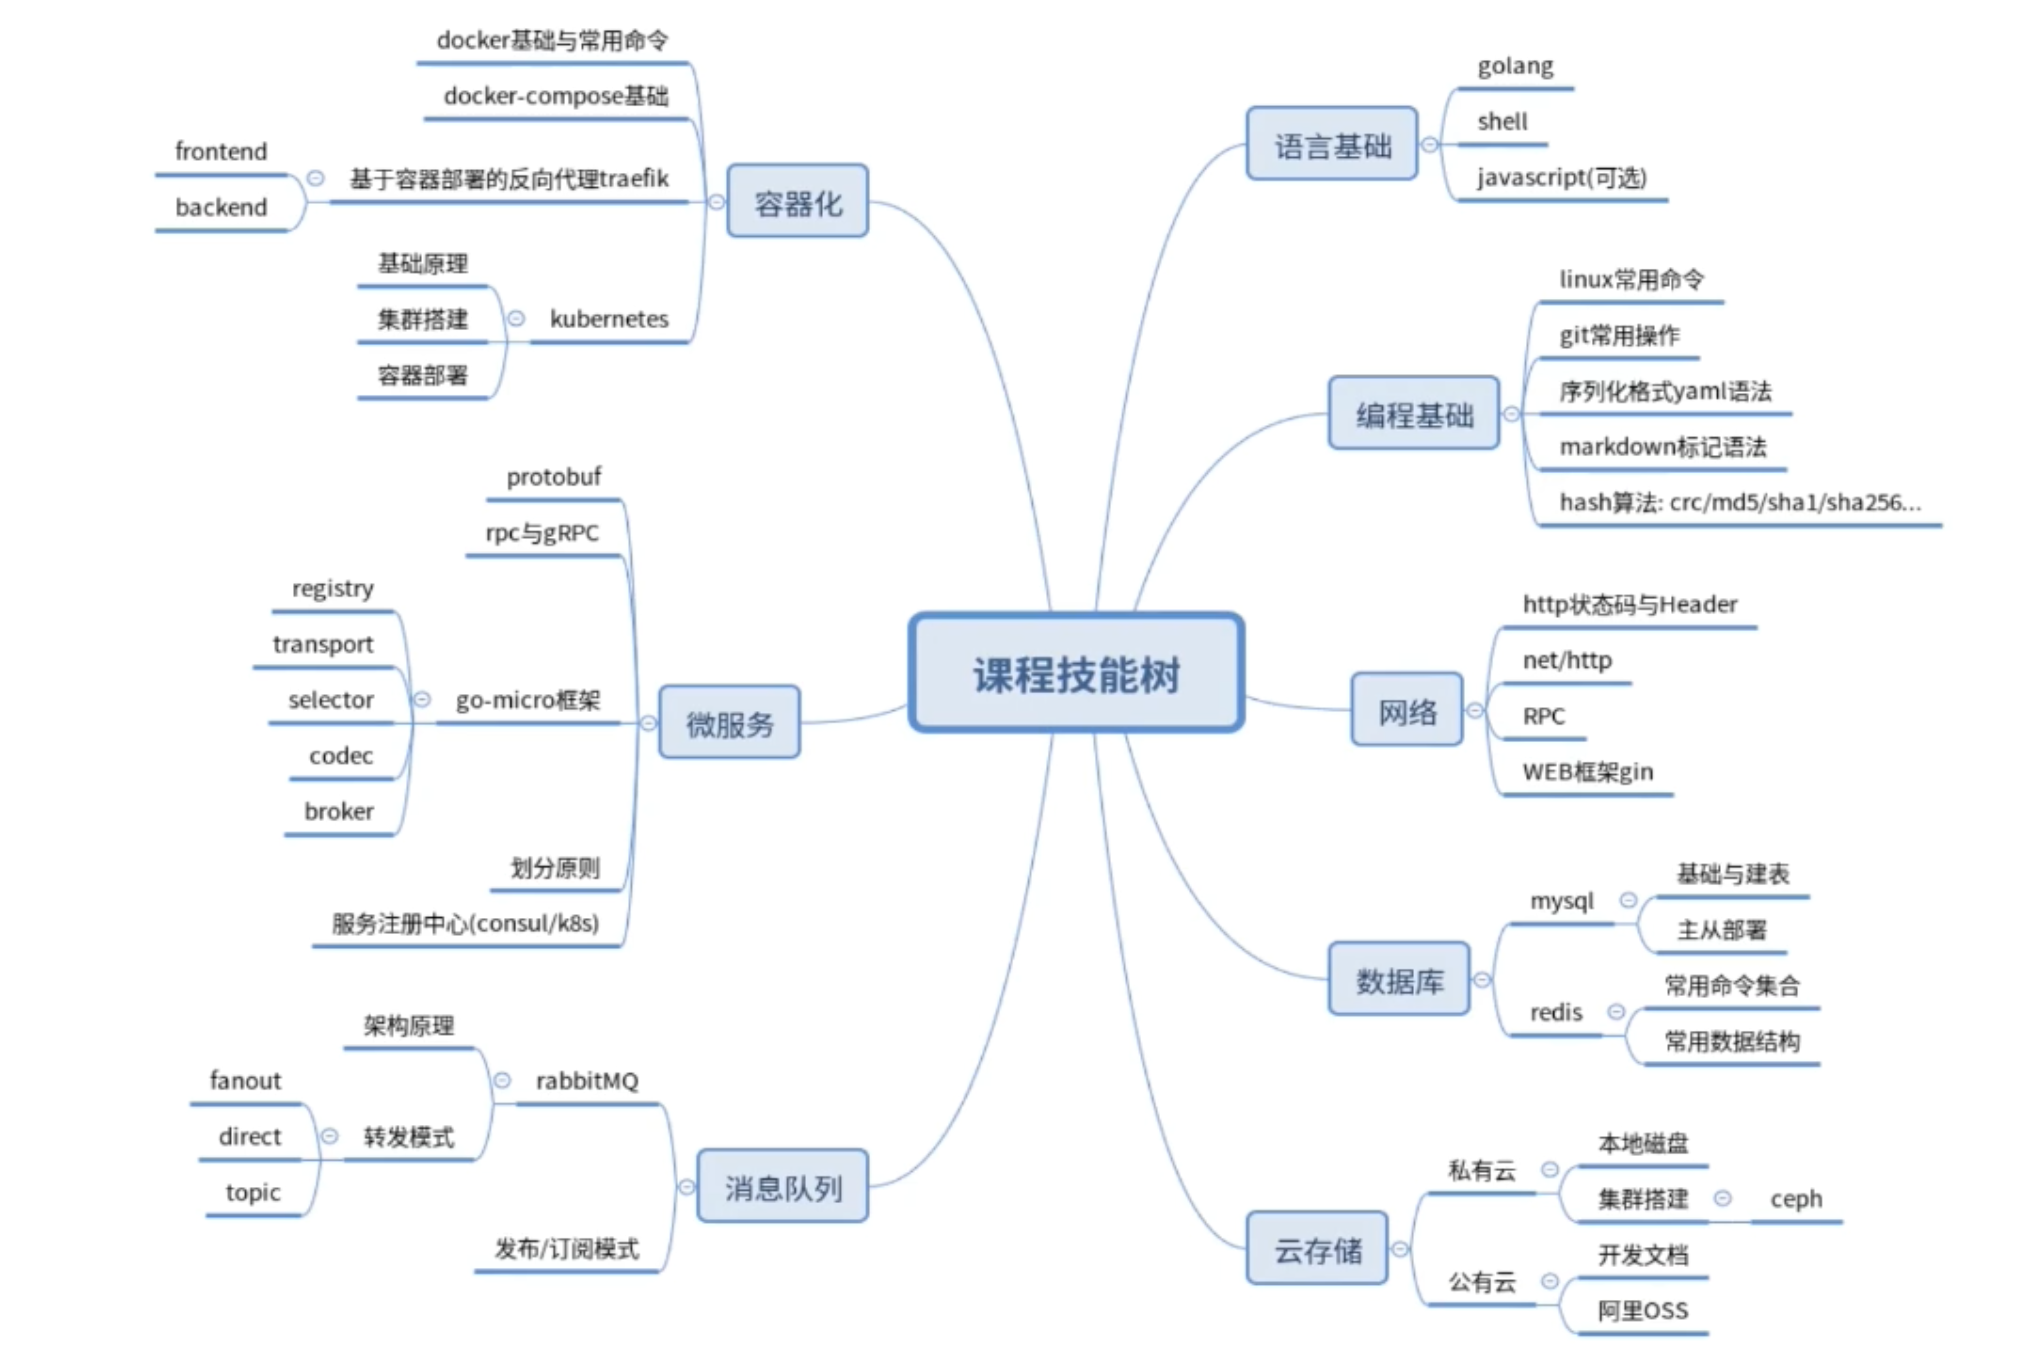 课程技能树
语言基础
golang
shell
javascript(可选)
编程基础
linux常用命令
git常用操作
序列化格式yaml语法
markdown标记语法
hash算法: crc/md5/sha1/sha256...
网络
http状态码与Header
net/http
RPC
WEB框架gin
数据库
mysql
基础与建表
主从部署
redis
常用命令集合
常用数据结构
云存储
私有云
本地磁盘
集群搭建
ceph
公有云
开发文档
阿里OSS
容器化
docker基础与常用命令
docker-compose基础
基于容器部署的反向代理traefik
frontend
backend
kubernetes
基础原理
集群搭建
容器部署
微服务
protobuf
rpc与gRPC
go-micro框架
registry
transport
selector
codec
broker
划分原则
服务注册中心(consul/k8s)
消息队列
rabbitMQ
架构原理
转发模式
fanout
direct
topic
发布/订阅模式